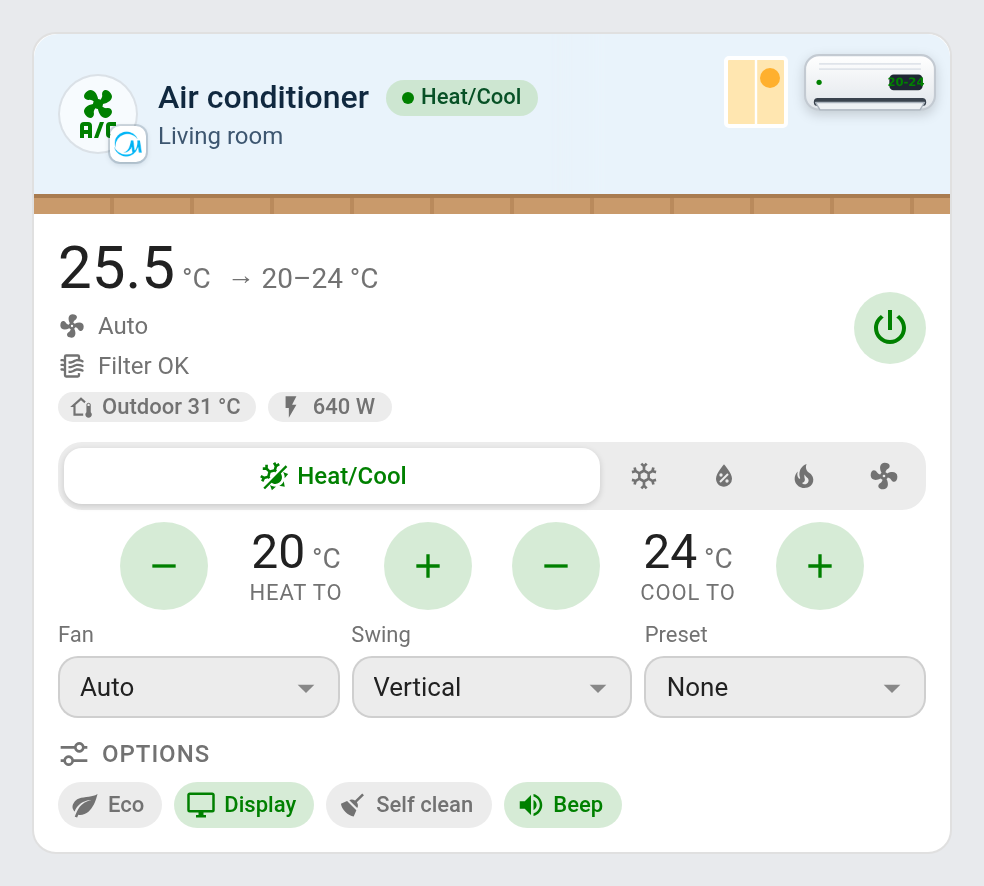 Air conditioner
Heat/Cool
A/C
Living room
20-24
25.5 °C → 20–24 °C
Auto
Filter OK
Outdoor 31 °C
640 W
Heat/Cool
20 °C
HEAT TO
24 °C
COOL TO
Fan
Swing
Preset
Auto
Vertical
None
OPTIONS
Eco
Display
Self clean
Beep